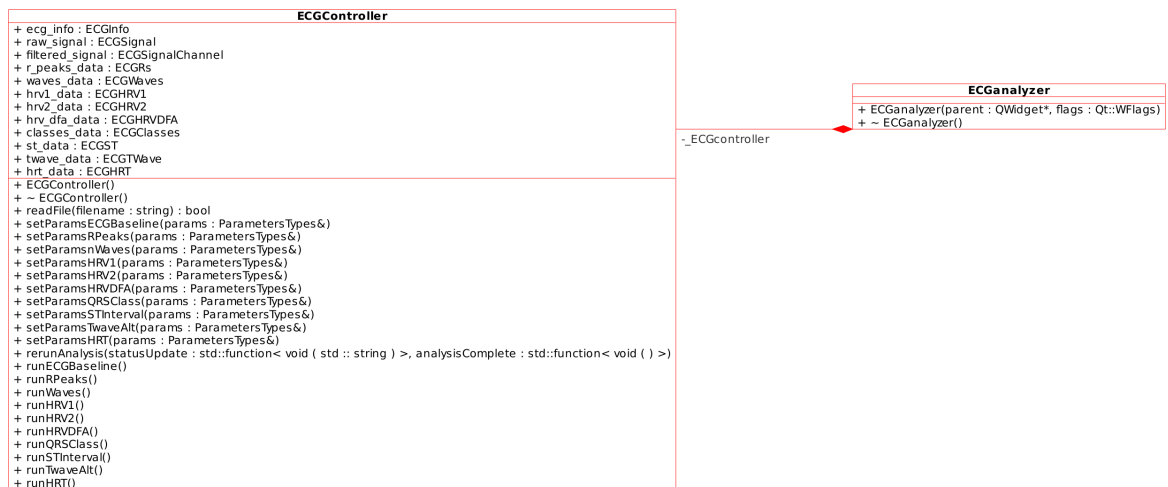 ECGController
+ ecg_info : ECGInfo
+ raw_signal : ECGSignal
+ filtered_signal : ECGSignalChannel
+ r_peaks_data : ECGRs
+ waves_data : ECGWaves
+ hrv1_data : ECGHRV1
+ hrv2_data : ECGHRV2
+ hrv_dfa_data : ECGHRVDFA
+ classes_data : ECGClasses
+ st_data : ECGST
+ twave_data : ECGTWave
+ hrt_data : ECGHRT
+ ECGController()
+ ~ ECGController()
+ readFile(filename : string) : bool
+ setParamsECGBaseline(params : ParametersTypes&)
+ setParamsRPeaks(params : ParametersTypes&)
+ setParamsnWaves(params : ParametersTypes&)
+ setParamsHRV1(params : ParametersTypes&)
+ setParamsHRV2(params : ParametersTypes&)
+ setParamsHRVDFA(params : ParametersTypes&)
+ setParamsQRSClass(params : ParametersTypes&)
+ setParamsSTInterval(params : ParametersTypes&)
+ setParamsTwaveAlt(params : ParametersTypes&)
+ setParamsHRT(params : ParametersTypes&)
+ rerunAnalysis(statusUpdate : std::function< void ( std :: string ) >, analysisComplete : std::function< void ( ) >)
+ runECGBaseline()
+ runRPeaks()
+ runWaves()
+ runHRV1()
+ runHRV2()
+ runHRVDFA()
+ runQRSClass()
+ runSTInterval()
+ runTwaveAlt()
+ runHRT()
-_ECGcontroller
ECGanalyzer
+ ECGanalyzer(parent : QWidget*, flags : Qt::WFlags)
+ ~ ECGanalyzer()